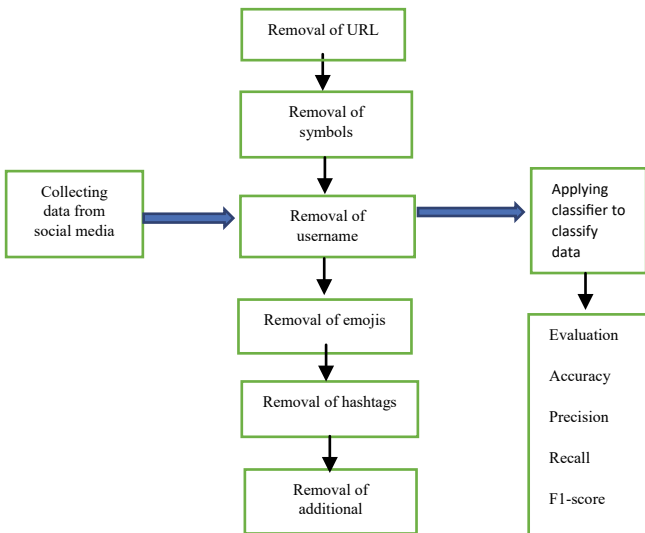 Removal of URL
Removal of
symbols
Collecting
data from
social media
Removal of
username
Applying
classifier to
classify
data
Removal of emojis
Removal of hashtags
Removal of
additional
Evaluation
Accuracy
Precision
Recall
F1-score